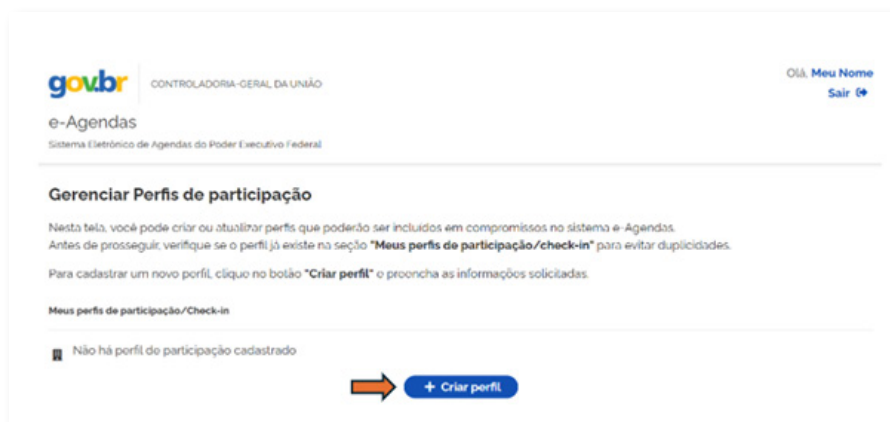 gov.br
CONTROLADORIA-GERAL DA UNIÃO
Olá, Meu Nome
Sair
e-Agendas
Sistema Eletrônico de Agendas do Poder Executivo Federal
Gerenciar Perfis de participação
Nesta tela, você pode criar ou atualizar perfis que poderão ser incluídos em compromissos no sistema e-Agendas.
Antes de prosseguir, verifique se o perfil já existe na seção "Meus perfis de participação/check-in" para evitar duplicidades.
Para cadastrar um novo perfil, clique no botão "Criar perfil" e preencha as informações solicitadas.
Meus perfis de participação/Check-in
Não há perfil de participação cadastrado
+ Criar perfil